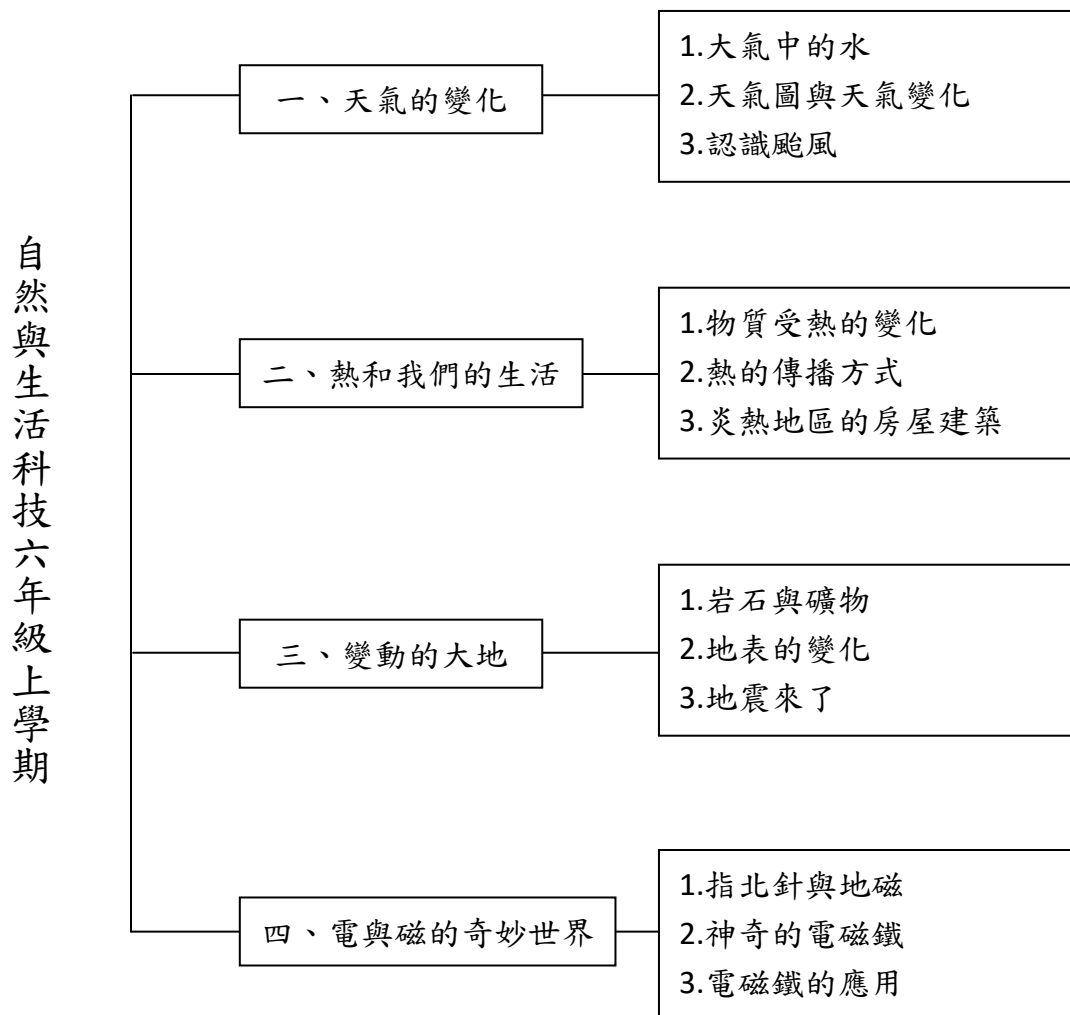 自然與生活科技六年級上學期
一、天氣的變化
1.大氣中的水
2.天氣圖與天氣變化
3.認識颱風
二、熱和我們的生活
1.物質受熱的變化
2.熱的傳播方式
3.炎熱地區的房屋建築
三、變動的大地
1.岩石與礦物
2.地表的變化
3.地震來了
四、電與磁的奇妙世界
1.指北針與地磁
2.神奇的電磁鐵
3.電磁鐵的應用